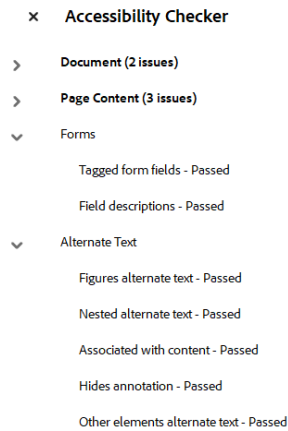 Accessibility Checker
Document (2 issues)
Page Content (3 issues)
Forms
Tagged form fields - Passed
Field descriptions - Passed
Alternate Text
Figures alternate text - Passed
Nested alternate text - Passed
Associated with content - Passed
Hides annotation - Passed
Other elements alternate text - Passed